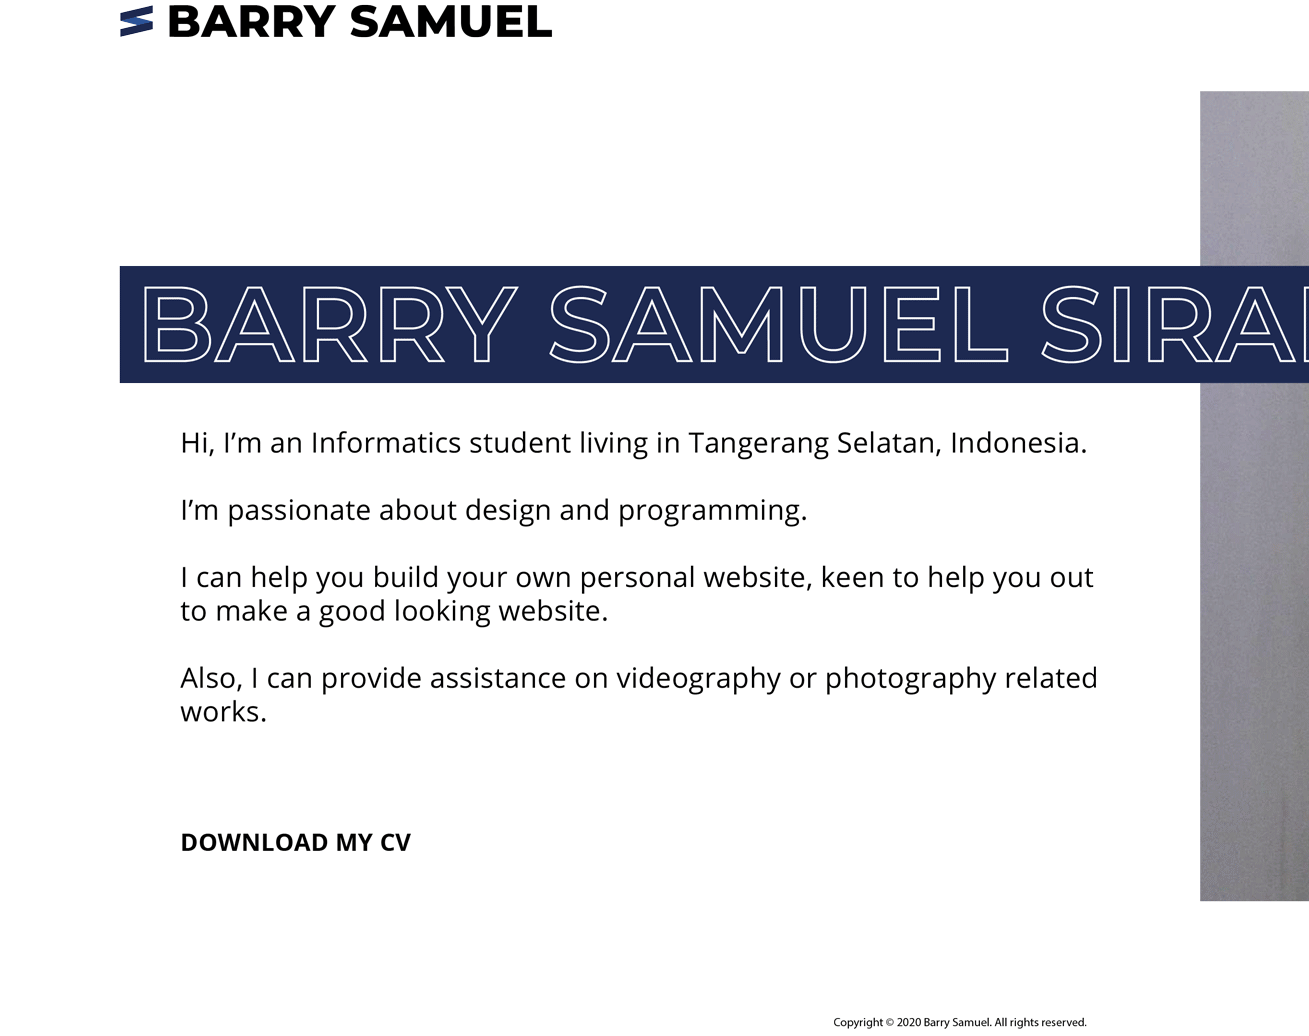 BARRY SAMUEL
BARRY SAMUEL
Hi, I’m an Informatics student living in Tangerang Selatan, Indonesia.
I’m passionate about design and programming.
I can help you build your own personal website, keen to help you out
to make a good looking website.
Also, I can provide assistance on videography or photography related
works.
DOWNLOAD MY CV
Copyright © 2020 Barry Samuel. All rights reserved.